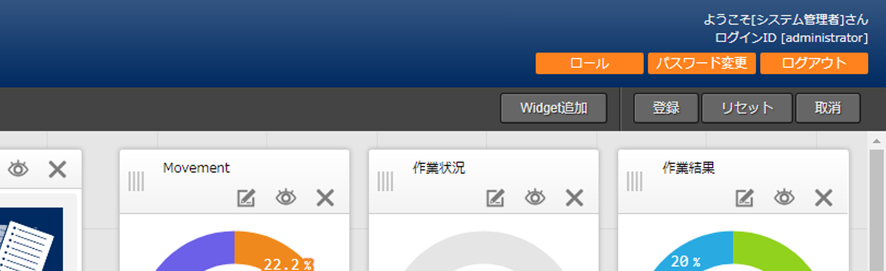 ようこそ[システム管理者]さん
ログインID [administrator]
ロール パスワード変更 ログアウト
Widget追加 登録 リセット 取消
Movement 作業状況 作業結果
22.2% 20%